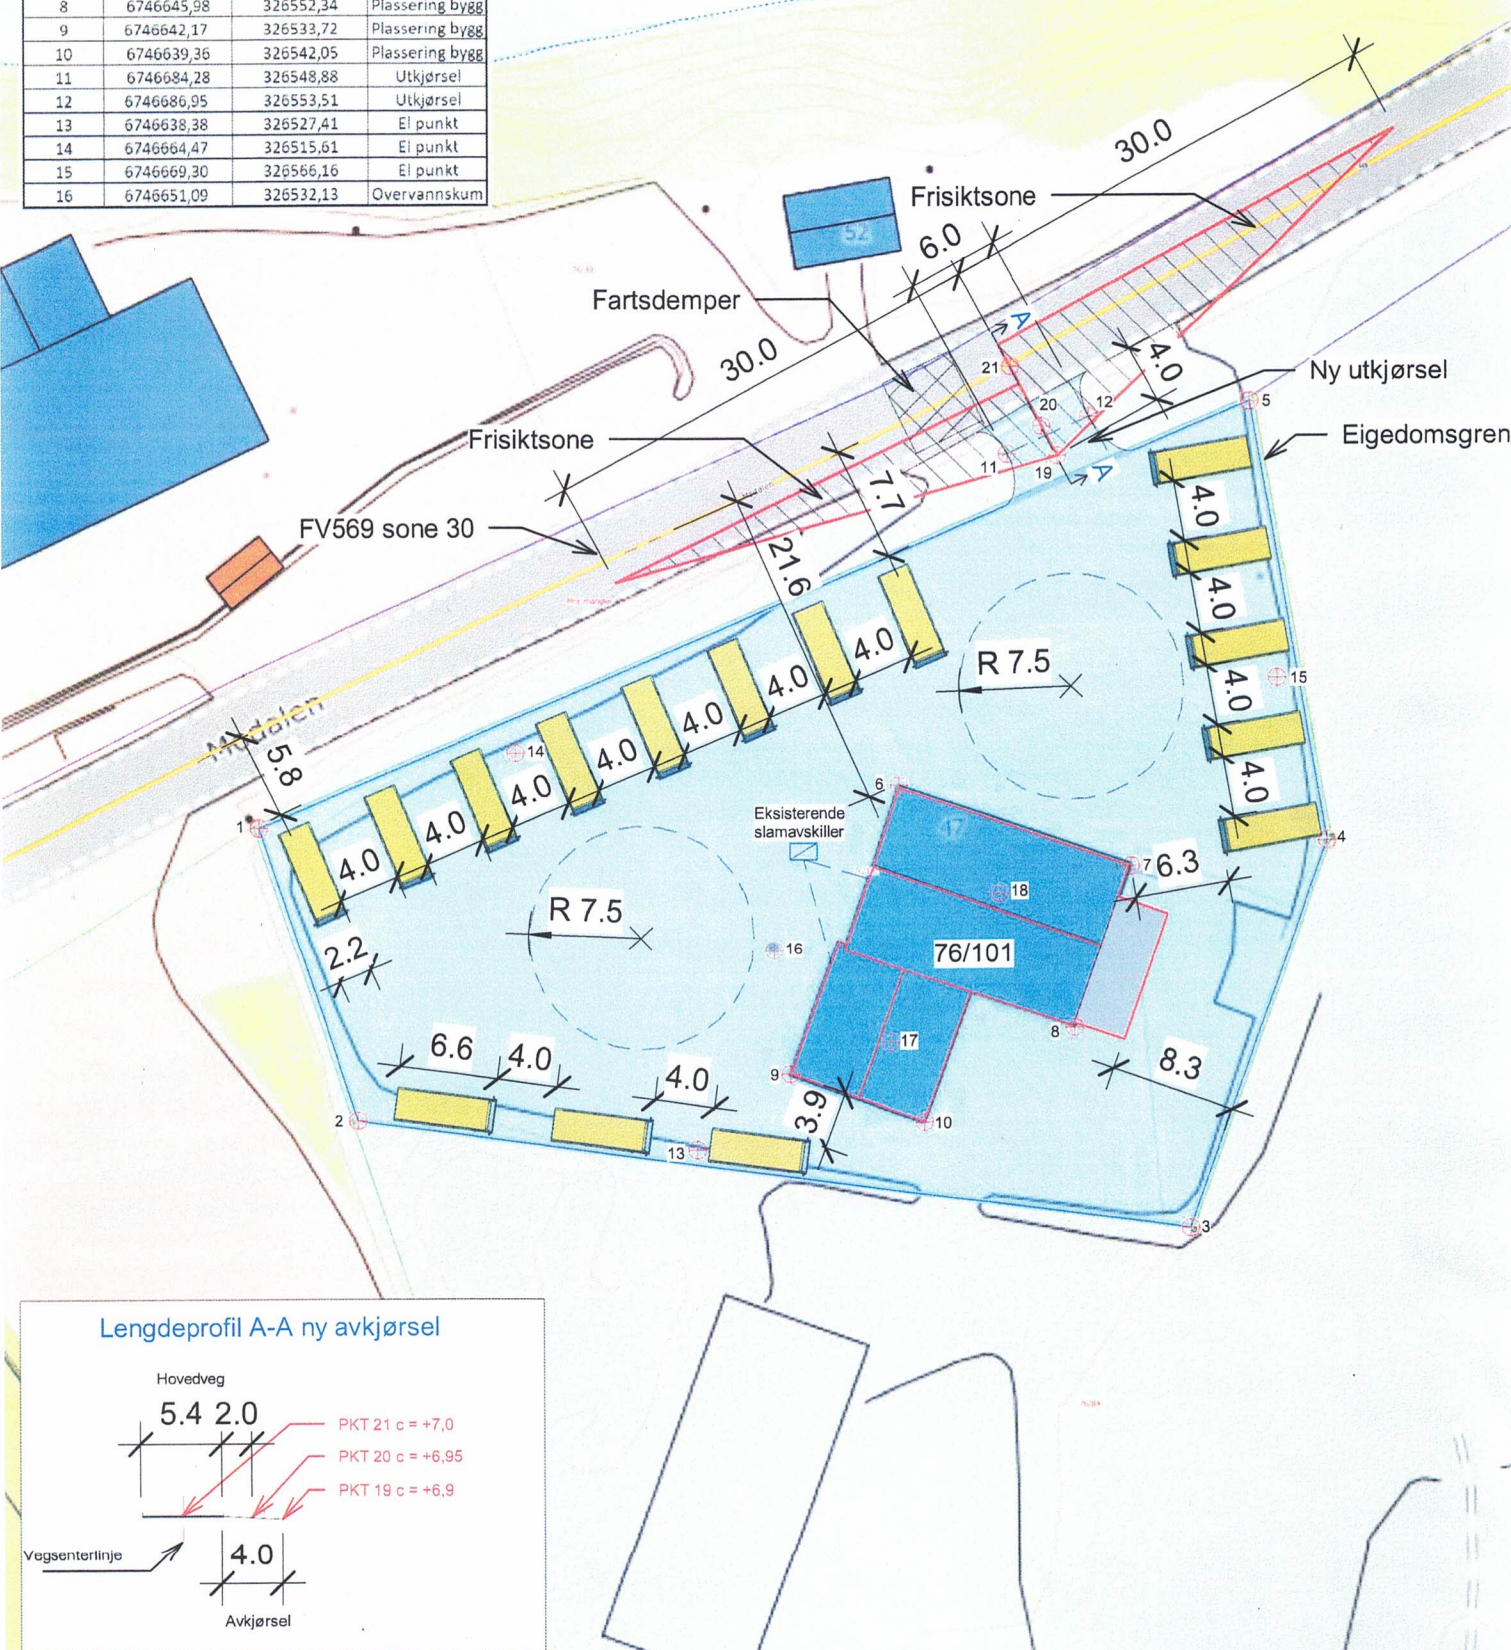 8 6746645,98 326552,34 Plassering bygg
9 6746642,17 326533,72 Plassering bygg
10 6746639,36 326542,05 Plassering bygg
11 6746684,28 326548,88 Utkjørsel
12 6746686,95 326553,51 Utkjørsel
13 6746638,38 326527,41 El punkt
14 6746664,47 326515,61 El punkt
15 6746669,30 326566,16 El punkt
16 6746651,09 326532,13 Overvannskum
30.0
Frisiktsone
52
6.0
Fartsdemper
A
30.0
21
4.0
Ny utkjørsel
20
12
5
Frisiktsone
Eigedomsgren
11
19
A
7.7
4.0
FV569 sone 30
21.6
4.0
4.0
R 7.5
15
4.0
4.0
Mødalen
4.0
14
4.0
5.8
4.0
4.0
6
Eksisterende
slamavskiller
47
1
4
4.0
7
6.3
4.0
18
R 7.5
2.2
16
76/101
8
17
6.6
4.0
8.3
9
4.0
3.9
2
10
13
3
Lengdeprofil A-A ny avkjørsel
Hovedveg
5.4 2.0
PKT 21 c = +7,0
PKT 20 c = +6,95
PKT 19 c = +6,9
Vegsenterlinje
4.0
Avkjørsel